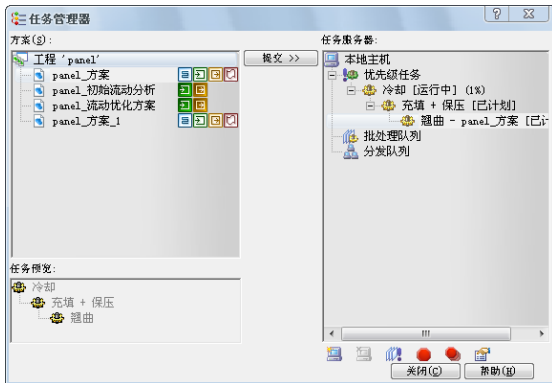 任务管理器
方案(S):
工程 'panel'
panel_方案
panel_初始流动分析
panel_流动优化方案
panel_方案_1
提交 >>
任务服务器:
本地主机
优先级任务
冷却 [运行中] (1%)
充填 + 保压 [已计划]
翘曲 - panel_方案 [已计
批处理队列
分发队列
任务预览:
冷却
充填 + 保压
翘曲
关闭(C)
帮助(H)